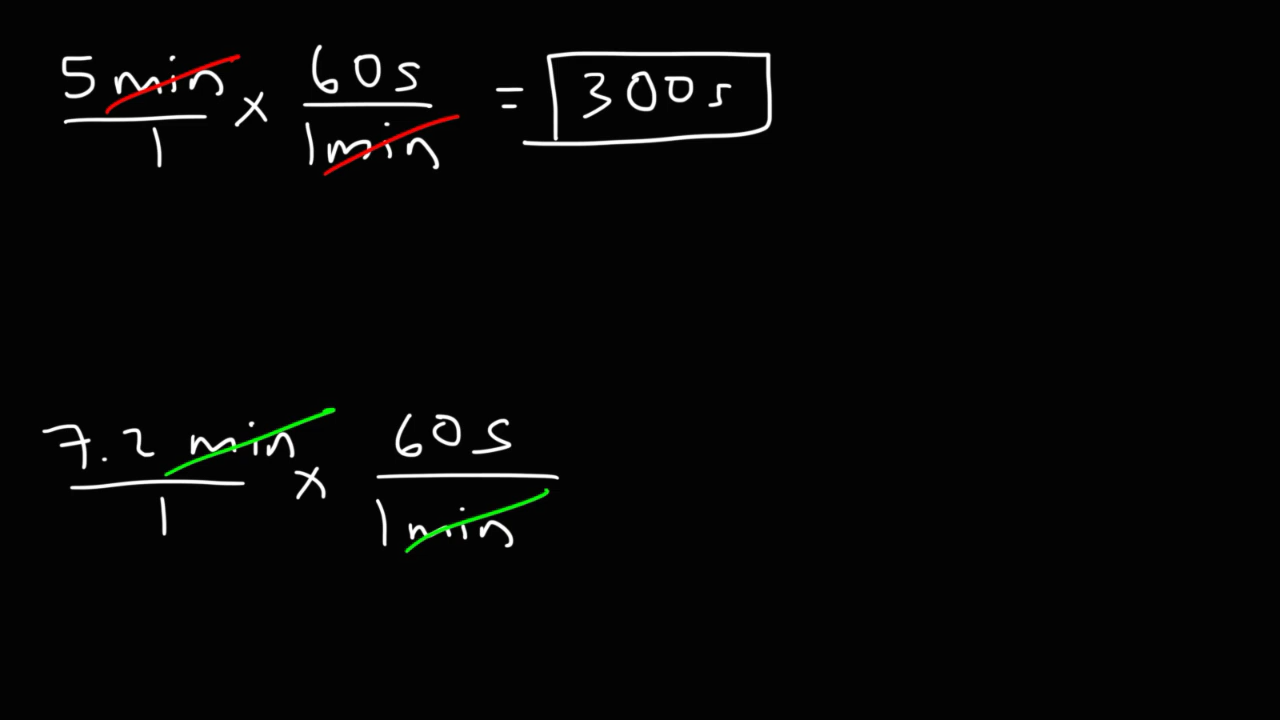 5 min / 1 × 60 s / 1 min = 300 s
7.2 min / 1 × 60 s / 1 min